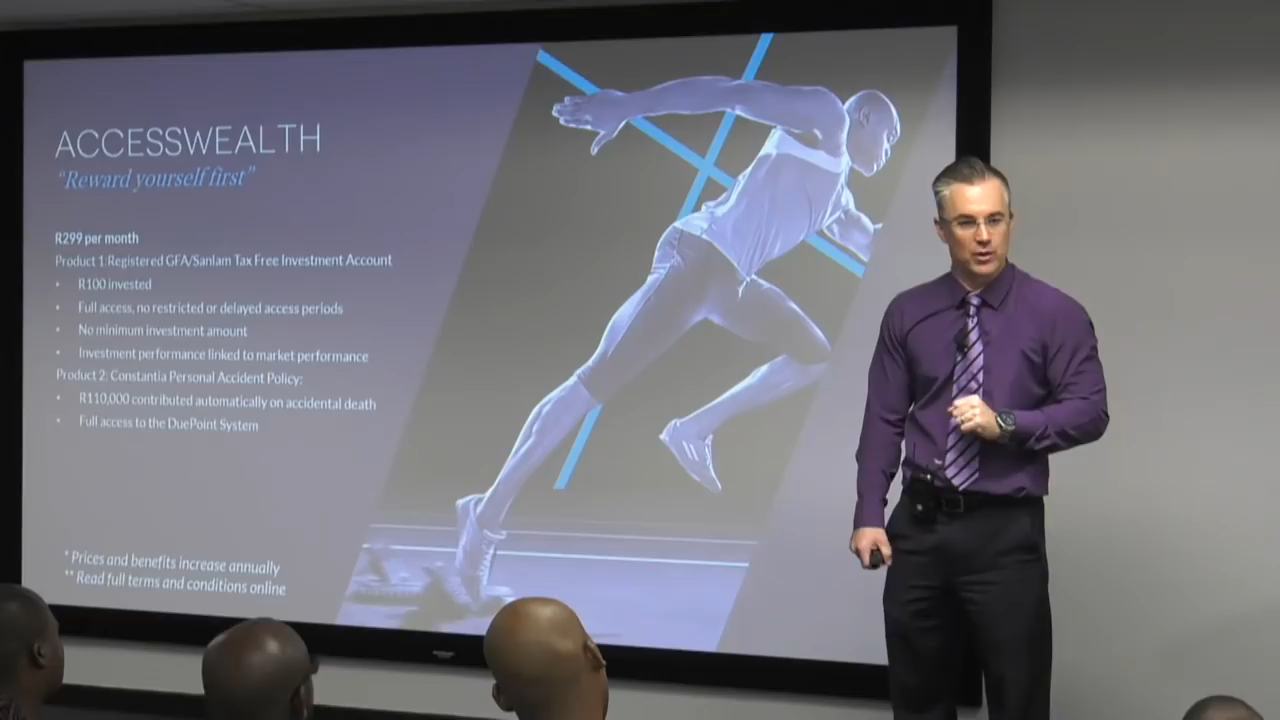 ACCESSWEALTH
“Reward yourself first”
R299 per month
Product 1:Registered GFA/Sanlam Tax Free Investment Account
• R100 invested
• Full access, no restricted or delayed access periods
• No minimum investment amount
• Investment performance linked to market performance
Product 2: Constantia Personal Accident Policy:
• R110,000 contributed automatically on accidental death
• Full access to the DuePoint System
* Prices and benefits increase annually
** Read full terms and conditions online